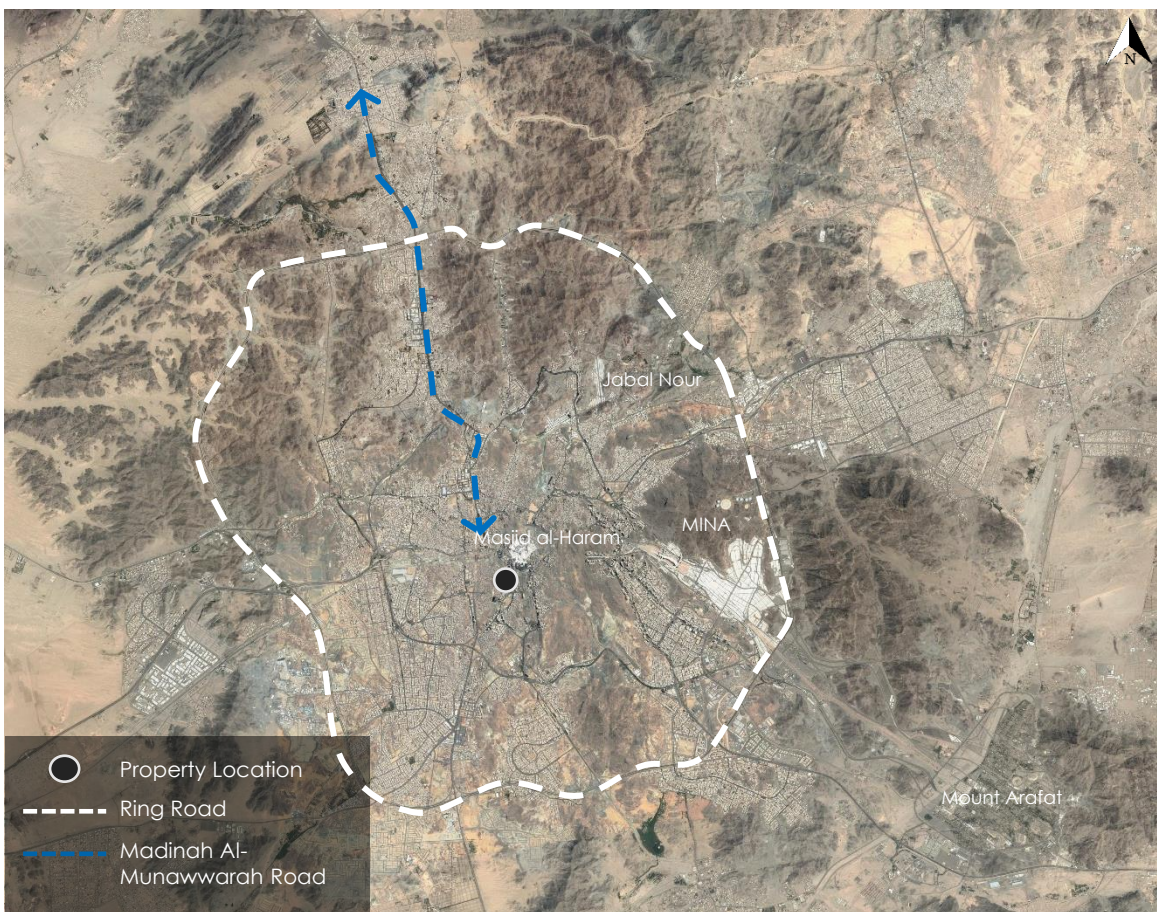 N
Jabal Nour
MINA
Masjid al-Haram
Mount Arafat
Property Location
Ring Road
Madinah Al-
Munawwarah Road